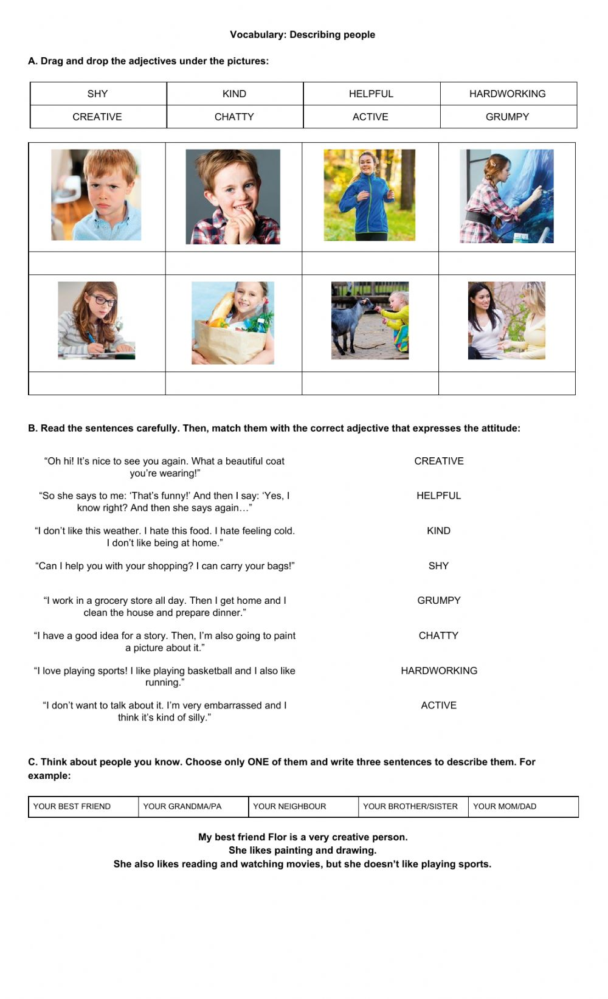 Vocabulary: Describing people
A. Drag and drop the adjectives under the pictures:
SHY KIND HELPFUL HARDWORKING
CREATIVE CHATTY ACTIVE GRUMPY
B. Read the sentences carefully. Then, match them with the correct adjective that expresses the attitude:
“Oh hi! It’s nice to see you again. What a beautiful coat
you’re wearing!”
CREATIVE
“So she says to me: ‘That’s funny!’ And then I say: ‘Yes, I
know right? And then she says again…”
HELPFUL
“I don’t like this weather. I hate this food. I hate feeling cold.
I don’t like being at home.”
KIND
“Can I help you with your shopping? I can carry your bags!”
SHY
“I work in a grocery store all day. Then I get home and I
clean the house and prepare dinner.”
GRUMPY
“I have a good idea for a story. Then, I’m also going to paint
a picture about it.”
CHATTY
“I love playing sports! I like playing basketball and I also like
running.”
HARDWORKING
“I don’t want to talk about it. I’m very embarrassed and I
think it’s kind of silly.”
ACTIVE
C. Think about people you know. Choose only ONE of them and write three sentences to describe them. For
example:
YOUR BEST FRIEND YOUR GRANDMA/PA YOUR NEIGHBOUR YOUR BROTHER/SISTER YOUR MOM/DAD
My best friend Flor is a very creative person.
She likes painting and drawing.
She also likes reading and watching movies, but she doesn’t like playing sports.